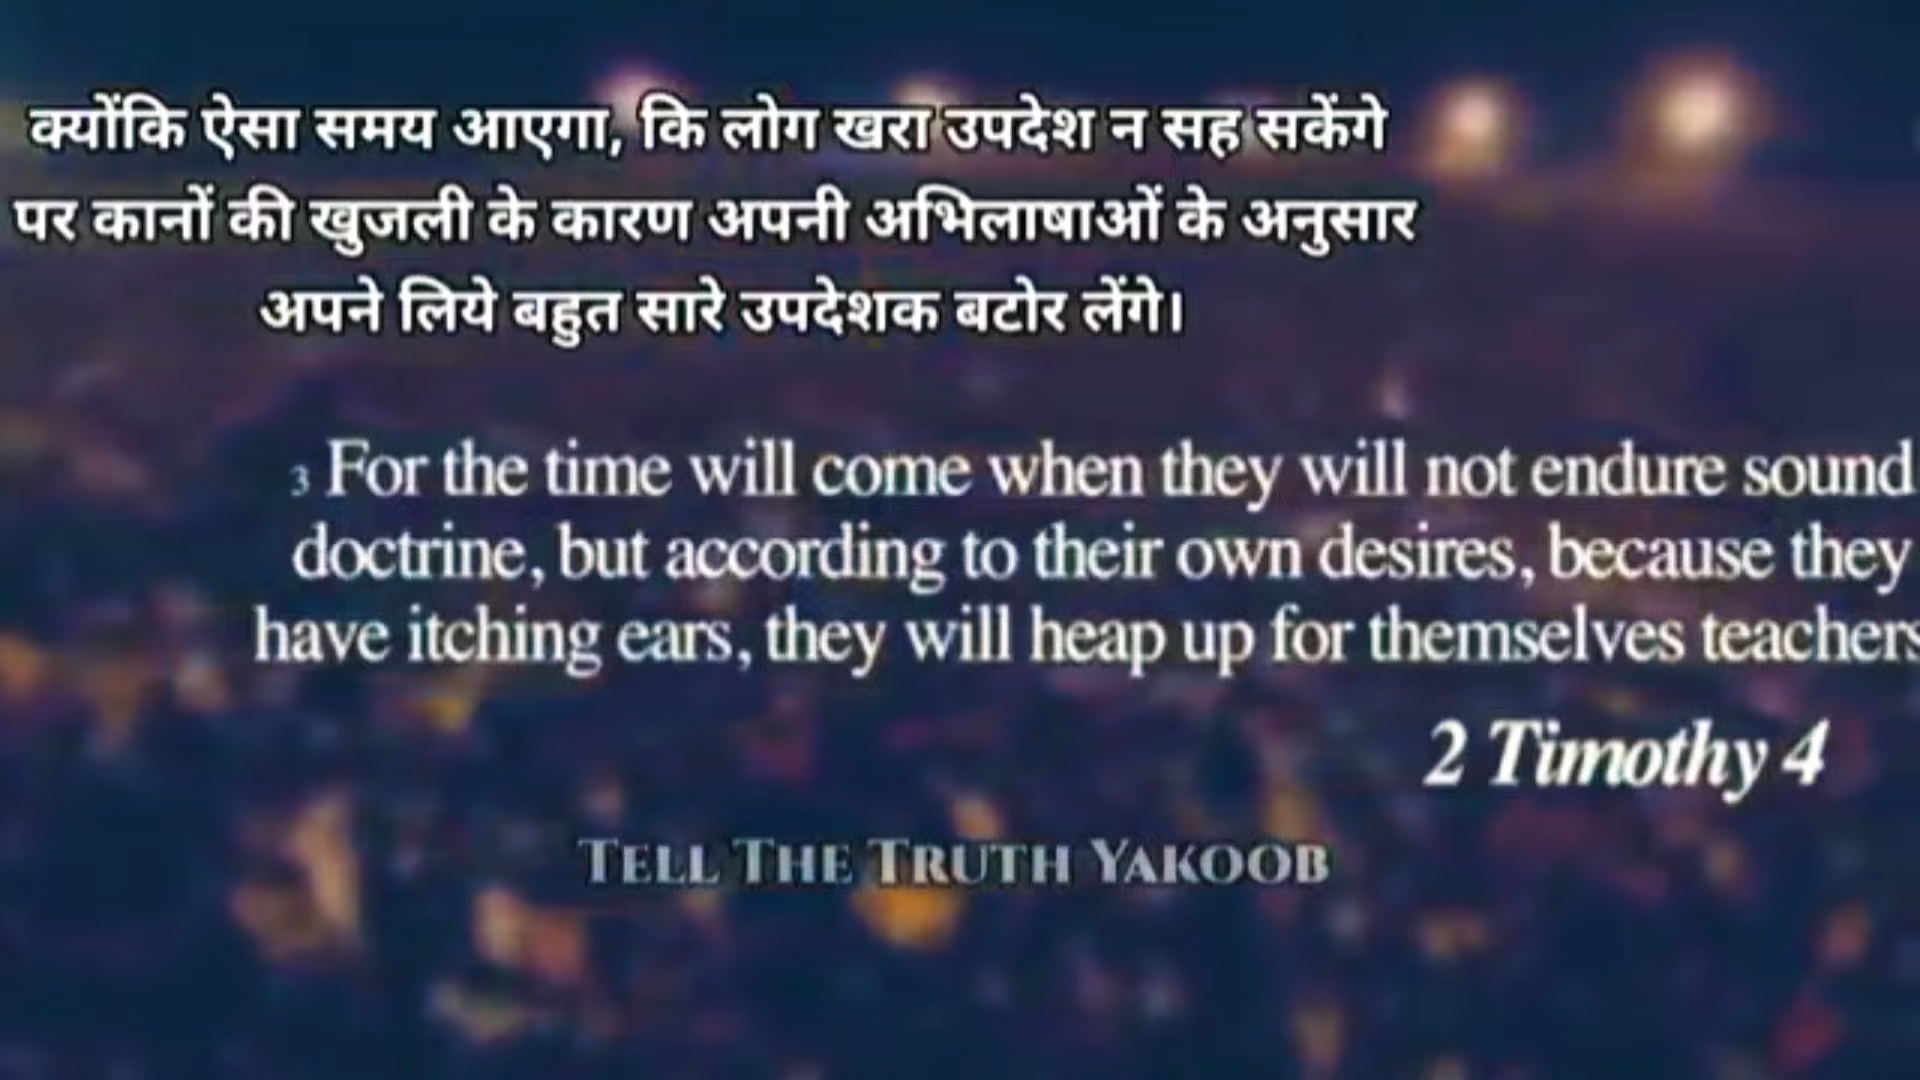 क्योंकि ऐसा समय आएगा, कि लोग खरा उपदेश न सह सकेंगे
पर कानों की खुजली के कारण अपनी अभिलाषाओं के अनुसार
अपने लिये बहुत सारे उपदेशक बटोर लेंगे।
3 For the time will come when they will not endure sound
doctrine, but according to their own desires, because they
have itching ears, they will heap up for themselves teachers
2 Timothy 4
TELL THE TRUTH YAKOOB